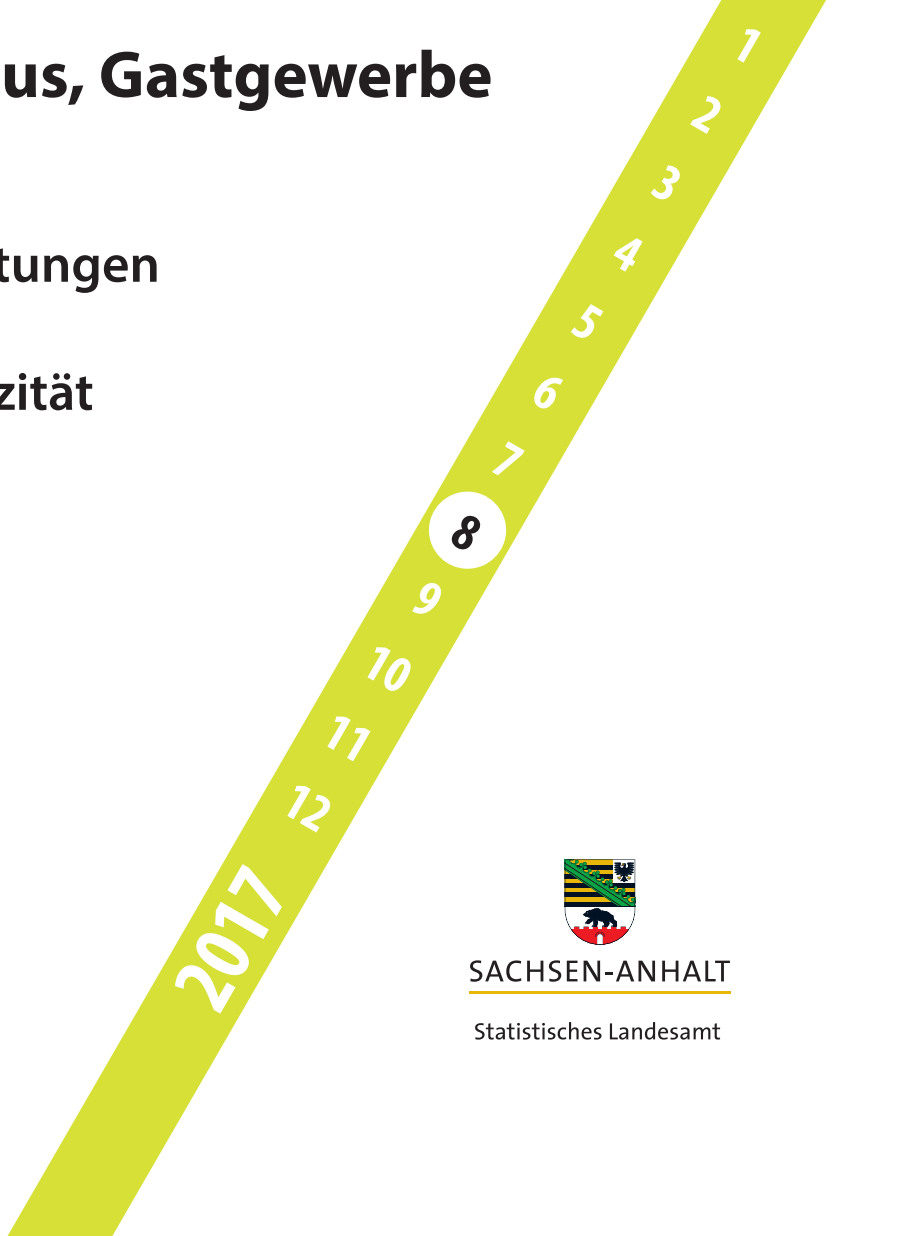 us, Gastgewerbe
tungen
zität
1
2
3
4
5
6
7
8
9
10
11
12
2017
SACHSEN-ANHALT
Statistisches Landesamt